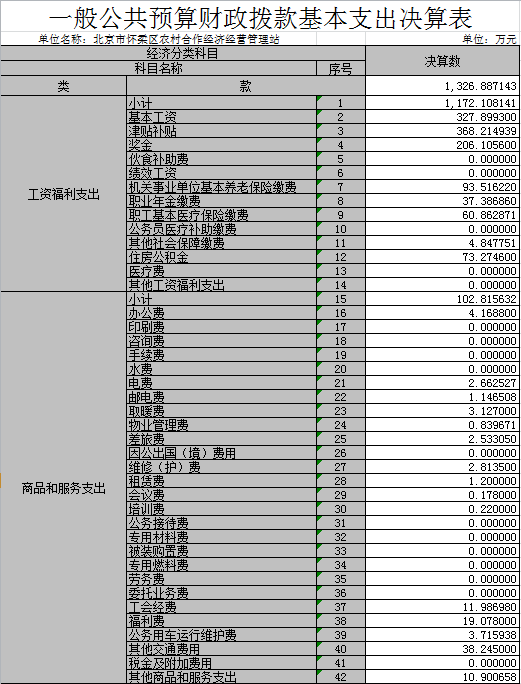 一般公共预算财政拨款基本支出决算表
单位名称：北京市怀柔区农村合作经济经营管理站 单位：万元
经济分类科目 决算数
科目名称 序号
类 款 1,326.887143
工资福利支出
小计 1 1,172.108141
基本工资 2 327.899300
津贴补贴 3 368.214939
奖金 4 206.105600
伙食补助费 5 0.000000
绩效工资 6 0.000000
机关事业单位基本养老保险缴费 7 93.516220
职业年金缴费 8 37.386860
职工基本医疗保险缴费 9 60.862871
公务员医疗补助缴费 10 0.000000
其他社会保障缴费 11 4.847751
住房公积金 12 73.274600
医疗费 13 0.000000
其他工资福利支出 14 0.000000
商品和服务支出
小计 15 102.815632
办公费 16 4.168800
印刷费 17 0.000000
咨询费 18 0.000000
手续费 19 0.000000
水费 20 0.000000
电费 21 2.662527
邮电费 22 1.146508
取暖费 23 3.127000
物业管理费 24 0.839671
差旅费 25 2.533050
因公出国（境）费用 26 0.000000
维修（护）费 27 2.813500
租赁费 28 1.200000
会议费 29 0.178000
培训费 30 0.220000
公务接待费 31 0.000000
专用材料费 32 0.000000
被装购置费 33 0.000000
专用燃料费 34 0.000000
劳务费 35 0.000000
委托业务费 36 0.000000
工会经费 37 11.986980
福利费 38 19.078000
公务用车运行维护费 39 3.715938
其他交通费用 40 38.245000
税金及附加费用 41 0.000000
其他商品和服务支出 42 10.900658